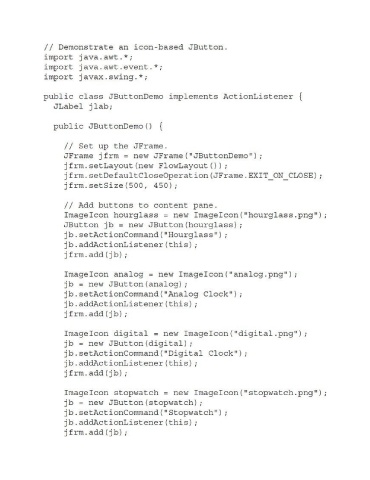 // Demonstrate an icon-based JButton.
import java.awt.*;
import java.awt.event.*;
import javax.swing.*;
public class JButtonDemo implements ActionListener {
JLabel jlab;
public JButtonDemo() {
// Set up the JFrame.
JFrame jfrm = new JFrame("JButtonDemo");
jfrm.setLayout(new FlowLayout());
jfrm.setDefaultCloseOperation(JFrame.EXIT_ON_CLOSE);
jfrm.setSize(500, 450);
// Add buttons to content pane.
ImageIcon hourglass = new ImageIcon("hourglass.png");
JButton jb = new JButton(hourglass);
jb.setActionCommand("Hourglass");
jb.addActionListener(this);
jfrm.add(jb);
ImageIcon analog = new ImageIcon("analog.png");
jb = new JButton(analog);
jb.setActionCommand("Analog Clock");
jb.addActionListener(this);
jfrm.add(jb);
ImageIcon digital = new ImageIcon("digital.png");
jb = new JButton(digital);
jb.setActionCommand("Digital Clock");
jb.addActionListener(this);
jfrm.add(jb);
ImageIcon stopwatch = new ImageIcon("stopwatch.png");
jb = new JButton(stopwatch);
jb.setActionCommand("Stopwatch");
jb.addActionListener(this);
jfrm.add(jb);